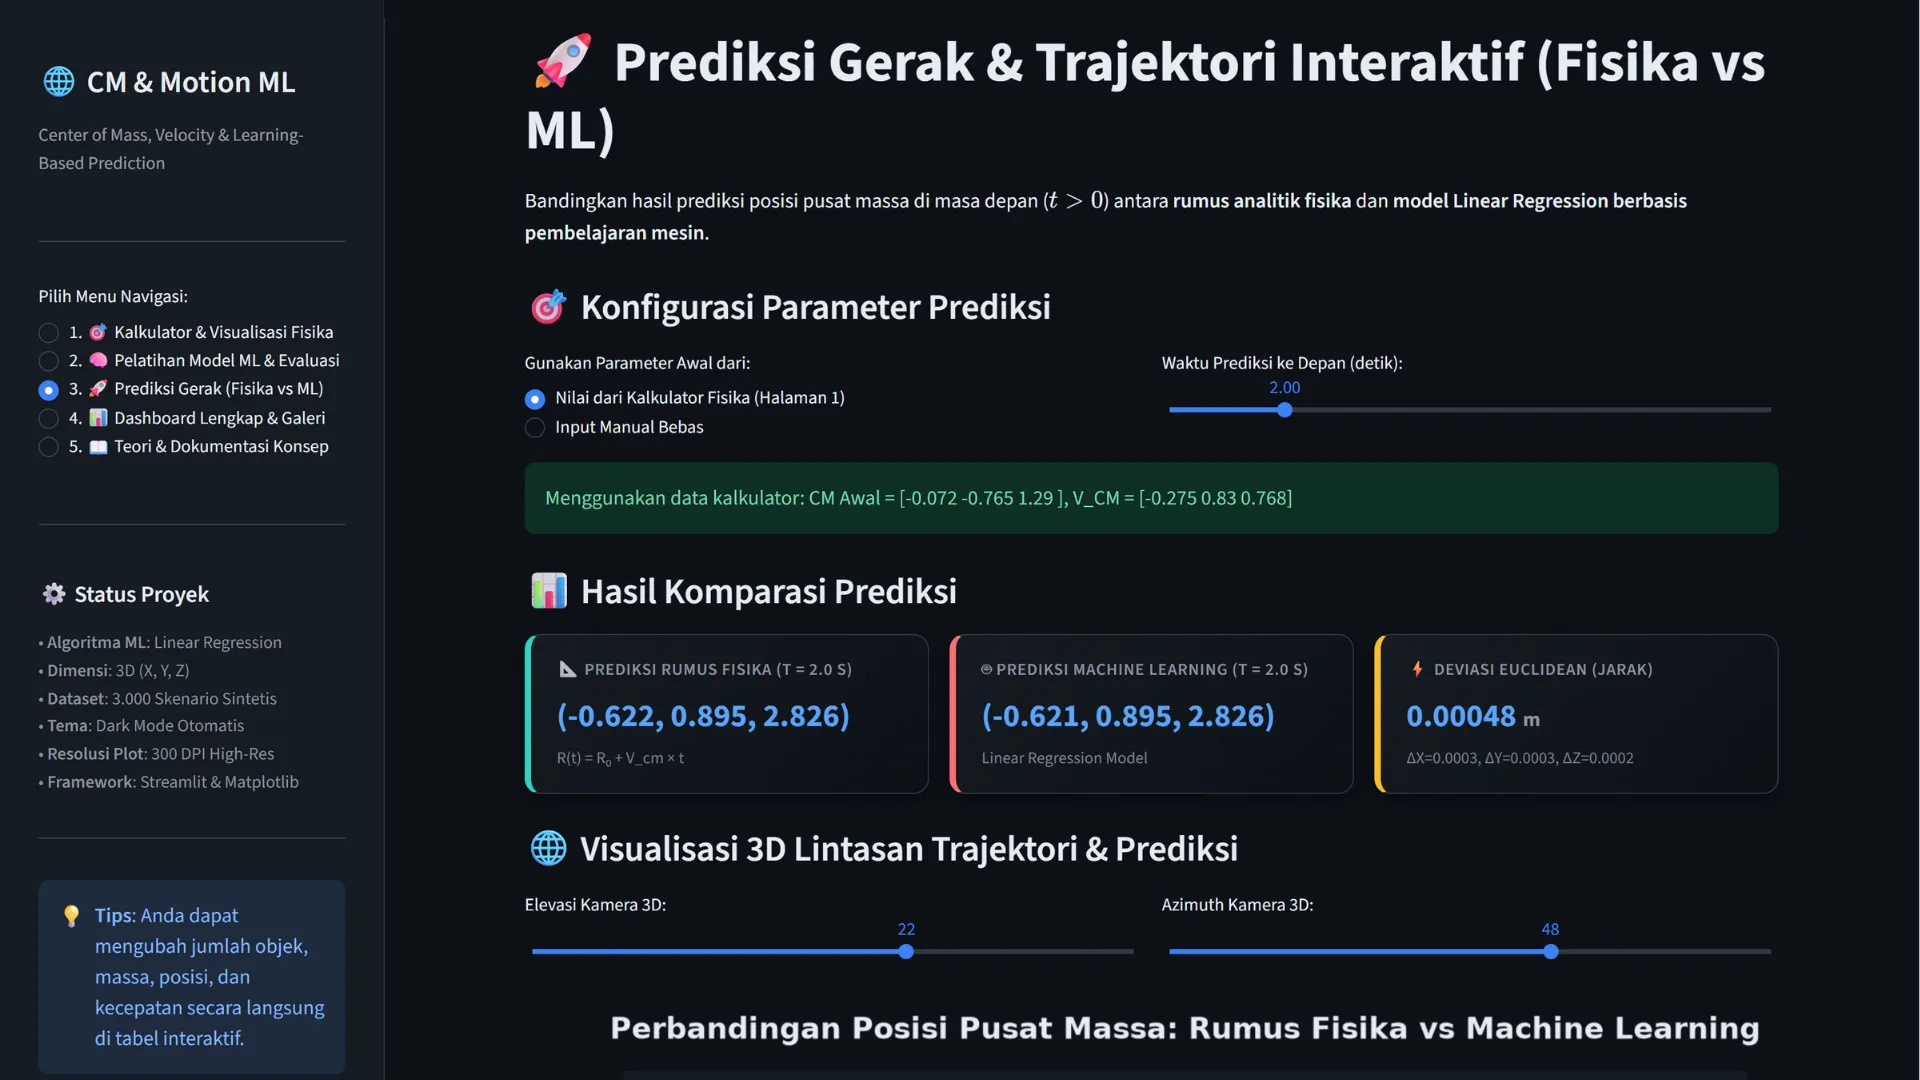 CM & Motion ML
Center of Mass, Velocity & Learning-
Based Prediction
Pilih Menu Navigasi:
1. 🎯 Kalkulator & Visualisasi Fisika
2. 🧠 Pelatihan Model ML & Evaluasi
3. 🚀 Prediksi Gerak (Fisika vs ML)
4. 📊 Dashboard Lengkap & Galeri
5. 📖 Teori & Dokumentasi Konsep
Status Proyek
• Algoritma ML: Linear Regression
• Dimensi: 3D (X, Y, Z)
• Dataset: 3.000 Skenario Sintetis
• Tema: Dark Mode Otomatis
• Resolusi Plot: 300 DPI High-Res
• Framework: Streamlit & Matplotlib
Tips: Anda dapat
mengubah jumlah objek,
massa, posisi, dan
kecepatan secara langsung
di tabel interaktif.
🚀 Prediksi Gerak & Trajektori Interaktif (Fisika vs
ML)
Bandingkan hasil prediksi posisi pusat massa di masa depan (t > 0) antara rumus analitik fisika dan model Linear Regression berbasis
pembelajaran mesin.
🎯 Konfigurasi Parameter Prediksi
Gunakan Parameter Awal dari:
Nilai dari Kalkulator Fisika (Halaman 1)
Input Manual Bebas
Waktu Prediksi ke Depan (detik):
2.00
Menggunakan data kalkulator: CM Awal = [-0.072 -0.765 1.29 ], V_CM = [-0.275 0.83 0.768]
📊 Hasil Komparasi Prediksi
📐 PREDIKSI RUMUS FISIKA (T = 2.0 S)
(-0.622, 0.895, 2.826)
R(t) = R₀ + V_cm × t
PREDIKSI MACHINE LEARNING (T = 2.0 S)
(-0.621, 0.895, 2.826)
Linear Regression Model
⚡ DEVIASI EUCLIDEAN (JARAK)
0.00048 m
ΔX=0.0003, ΔY=0.0003, ΔZ=0.0002
🌐 Visualisasi 3D Lintasan Trajektori & Prediksi
Elevasi Kamera 3D:
22
Azimuth Kamera 3D:
48
Perbandingan Posisi Pusat Massa: Rumus Fisika vs Machine Learning